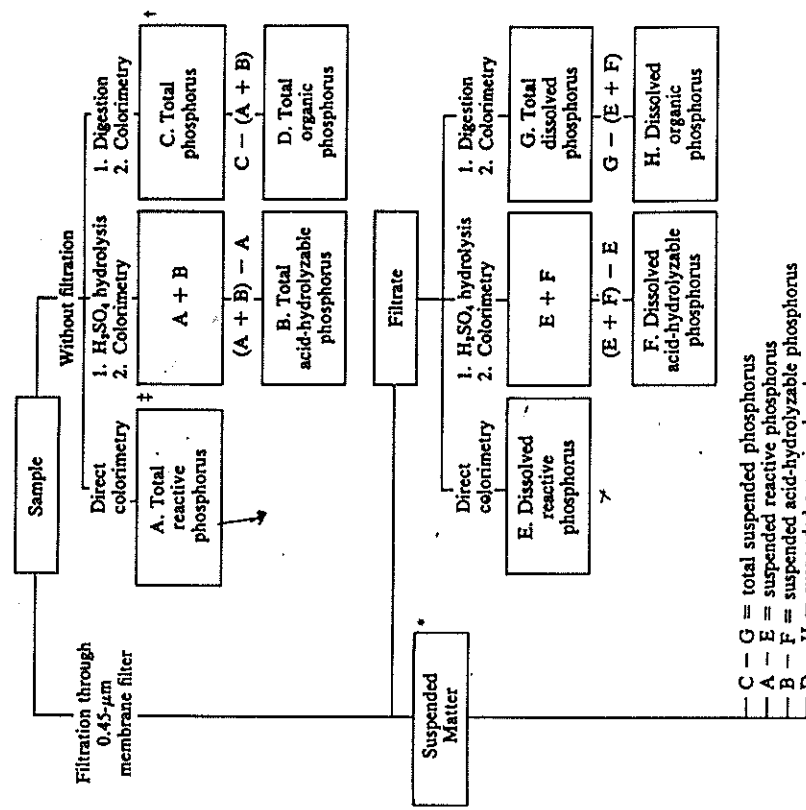 Sample
Without filtration
Filtration through
0.45-μm
membrane filter
Direct
colorimetry
1. H₂SO₄ hydrolysis
2. Colorimetry
1. Digestion
2. Colorimetry
A. Total
reactive
phosphorus
‡
A + B
C. Total
phosphorus
†
(A + B) − A
C − (A + B)
B. Total
acid-hydrolyzable
phosphorus
D. Total
organic
phosphorus
Filtrate
Suspended
Matter
*
Direct
colorimetry
1. H₂SO₄ hydrolysis
2. Colorimetry
1. Digestion
2. Colorimetry
E. Dissolved
reactive
phosphorus
E + F
G. Total
dissolved
phosphorus
(E + F) − E
G − (E + F)
F. Dissolved
acid-hydrolyzable
phosphorus
H. Dissolved
organic
phosphorus
C − G = total suspended phosphorus
A − E = suspended reactive phosphorus
B − F = suspended acid-hydrolyzable phosphorus